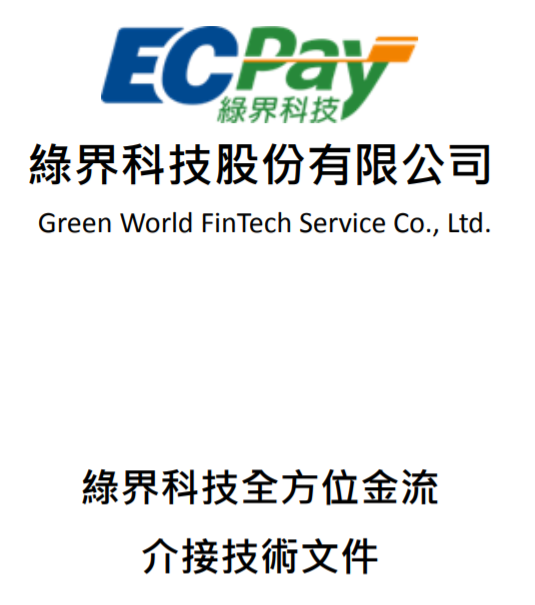 ECPay
綠界科技
綠界科技股份有限公司
Green World FinTech Service Co., Ltd.
綠界科技全方位金流
介接技術文件